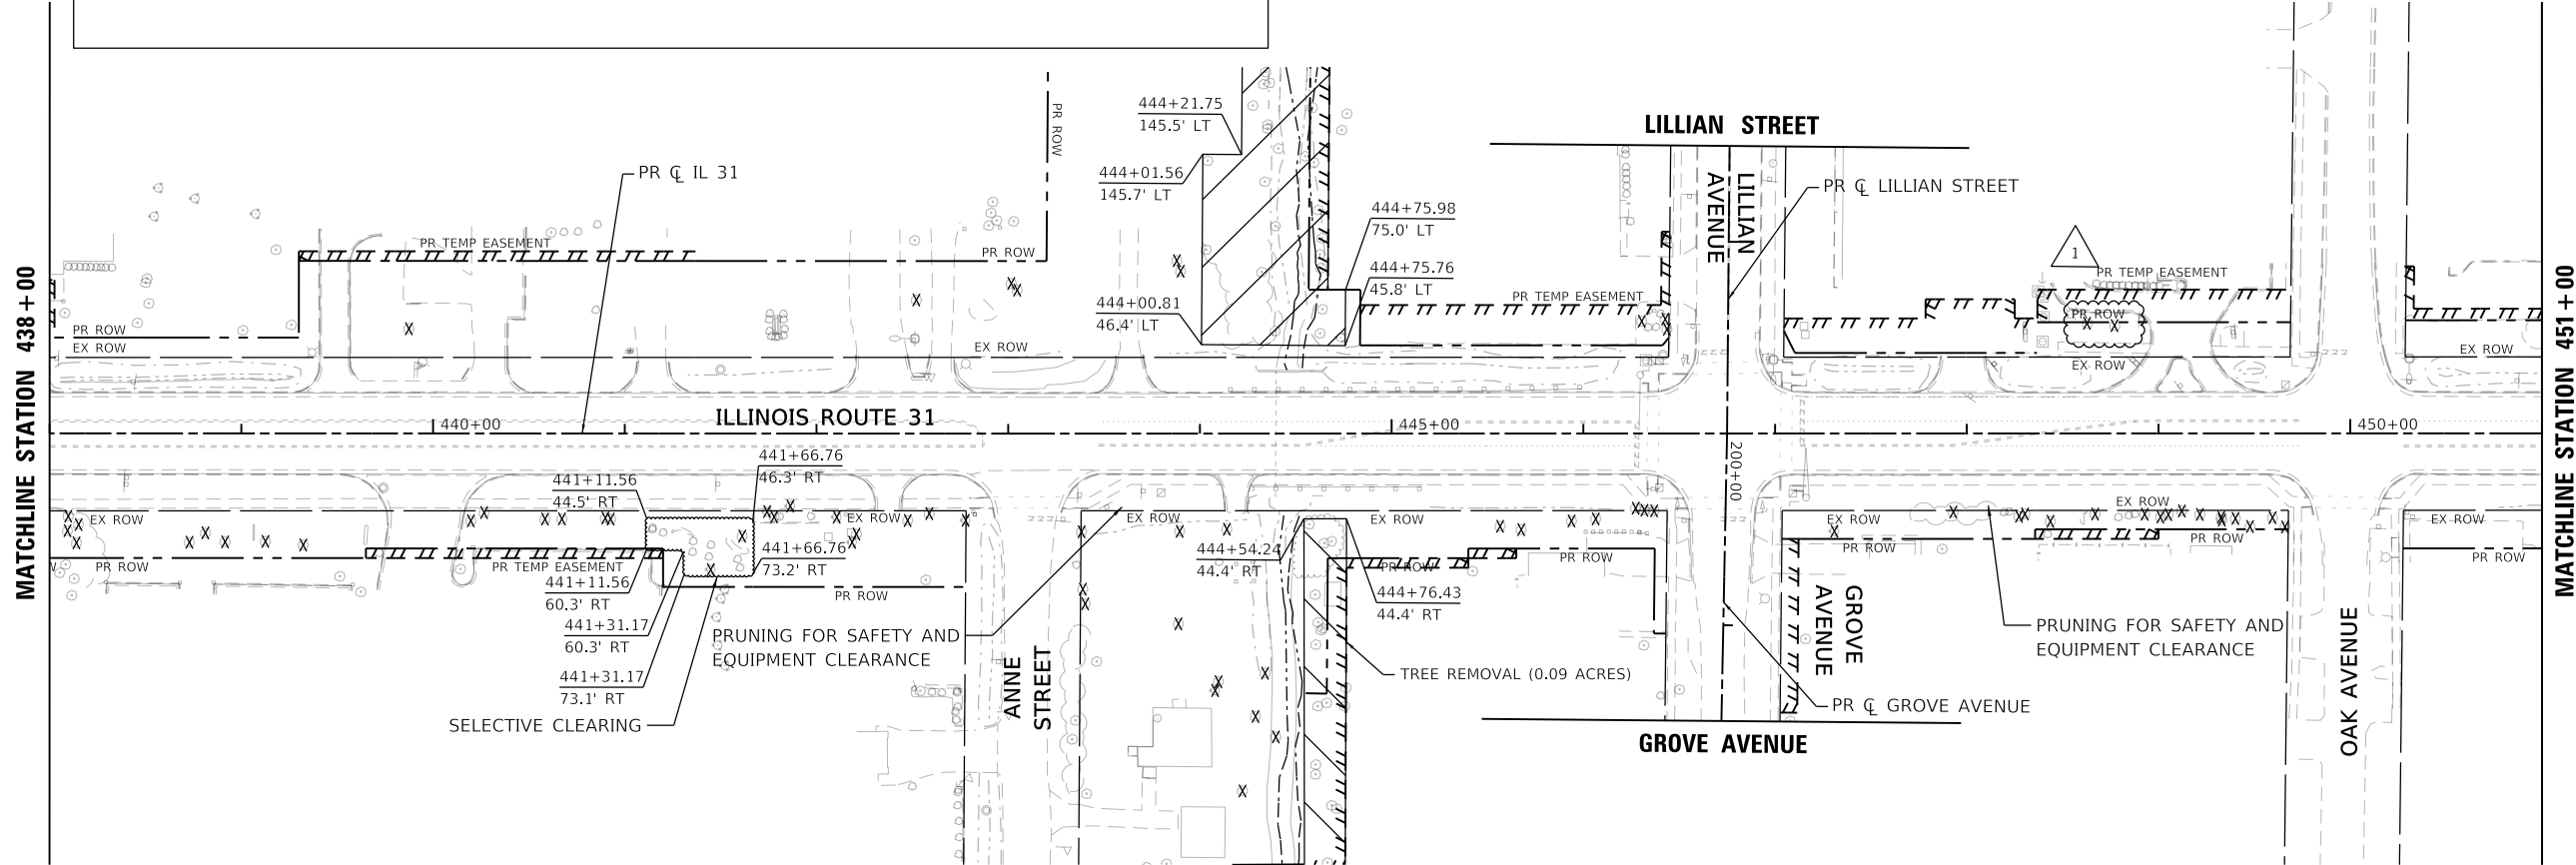 MATCHLINE STATION 438+00
PR ROW
444+21.75
145.5' LT
444+01.56
145.7' LT
PR ℄ IL 31
LILLIAN STREET
LILLIAN
AVENUE
PR ℄ LILLIAN STREET
444+75.98
75.0' LT
444+75.76
45.8' LT
444+00.81
46.4' LT
PR TEMP EASEMENT
PR ROW
PR TEMP EASEMENT
1
PR TEMP EASEMENT
PR ROW
PR ROW
EX ROW
EX ROW
EX ROW
EX ROW
440+00
ILLINOIS ROUTE 31
445+00
450+00
200+00
441+66.76
46.3' RT
441+11.56
44.5' RT
EX ROW
EX ROW
EX ROW
EX ROW
EX ROW
EX ROW
EX ROW
441+66.76
73.2' RT
444+54.24
44.4' RT
PR ROW
PR TEMP EASEMENT
PR ROW
PR ROW
PR ROW
PR ROW
PR ROW
PR ROW
441+11.56
60.3' RT
441+31.17
60.3' RT
441+31.17
73.1' RT
444+76.43
44.4' RT
PRUNING FOR SAFETY AND
EQUIPMENT CLEARANCE
SELECTIVE CLEARING
ANNE
STREET
TREE REMOVAL (0.09 ACRES)
GROVE
AVENUE
PR ℄ GROVE AVENUE
GROVE AVENUE
PRUNING FOR SAFETY AND
EQUIPMENT CLEARANCE
OAK AVENUE
MATCHLINE STATION 451+00